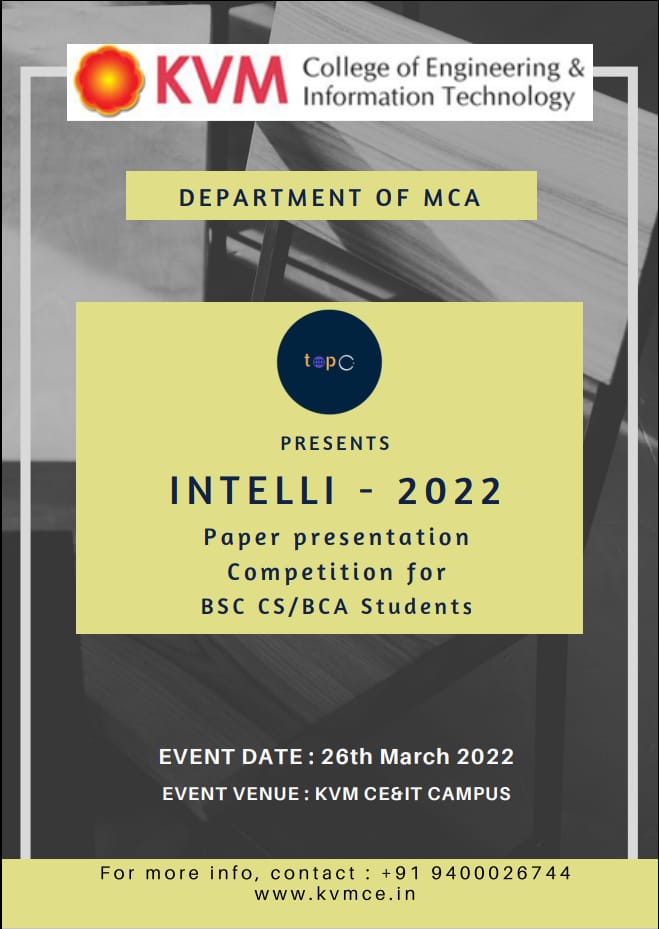 KVM College of Engineering &
Information Technology
DEPARTMENT OF MCA
topc
PRESENTS
INTELLI - 2022
Paper presentation
Competition for
BSC CS/BCA Students
EVENT DATE : 26th March 2022
EVENT VENUE : KVM CE&IT CAMPUS
For more info, contact : +91 9400026744
www.kvmce.in